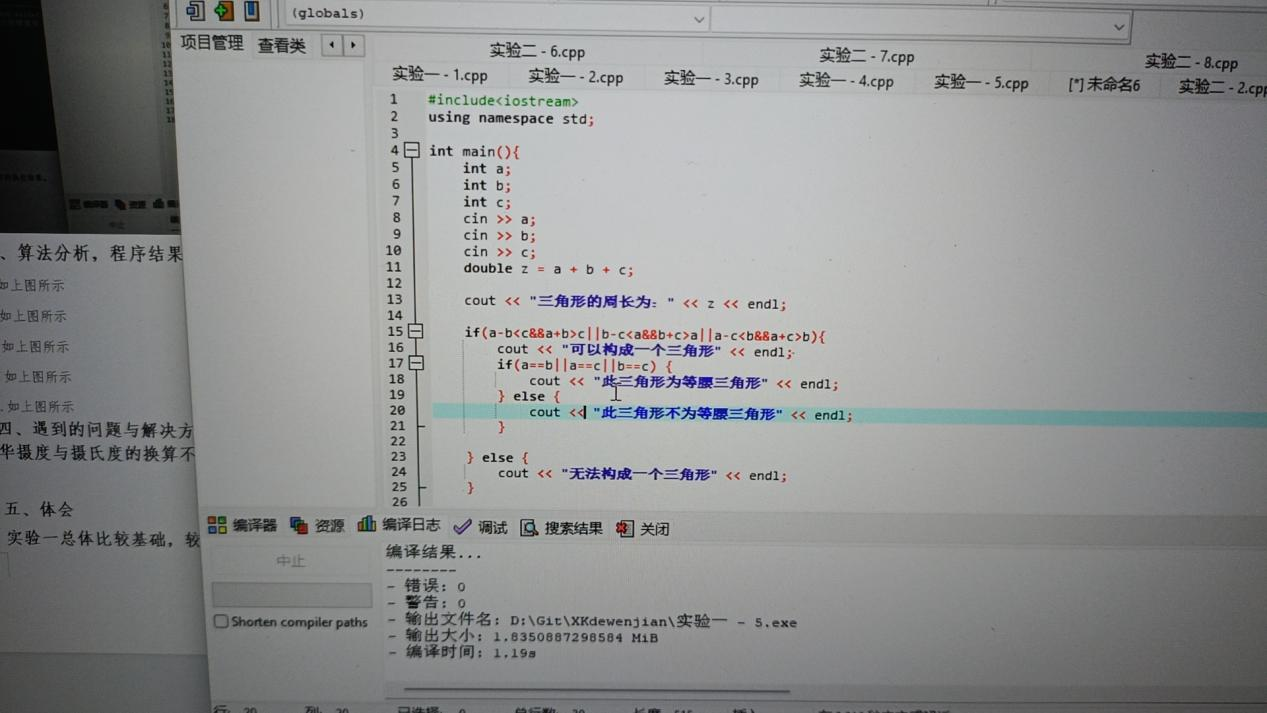 (globals)
项目管理 查看类
实验二 - 6.cpp 实验二 - 7.cpp 实验二 - 8.cpp
实验一 - 1.cpp 实验一 - 2.cpp 实验一 - 3.cpp 实验一 - 4.cpp 实验一 - 5.cpp [*] 未命名6 实验二 - 2.cpp
1 #include<iostream>
2 using namespace std;
3
4 int main(){
5 int a;
6 int b;
7 int c;
8 cin >> a;
9 cin >> b;
10 cin >> c;
11 double z = a + b + c;
12
13 cout << "三角形的周长为：" << z << endl;
14
15 if(a-b<c&&a+b>c||b-c<a&&b+c>a||a-c<b&&a+c>b){
16 cout << "可以构成一个三角形" << endl;
17 if(a==b||a==c||b==c) {
18 cout << "此三角形为等腰三角形" << endl;
19 } else {
20 cout << "此三角形不为等腰三角形" << endl;
21 }
22
23 } else {
24 cout << "无法构成一个三角形" << endl;
25 }
26
编译器 资源 编译日志 调试 搜索结果 关闭
中止
Shorten compiler paths
编译结果...
--------
- 错误: 0
- 警告: 0
- 输出文件名: D:\Git\XKdewenjian\实验一 - 5.exe
- 输出大小: 1.8350887298584 MiB
- 编译时间: 1.19s
、算法分析，程序结果
如上图所示
如上图所示
如上图所示
如上图所示
如上图所示
四、遇到的问题与解决方
华摄度与摄氏度的换算不
五、体会
实验一总体比较基础，较